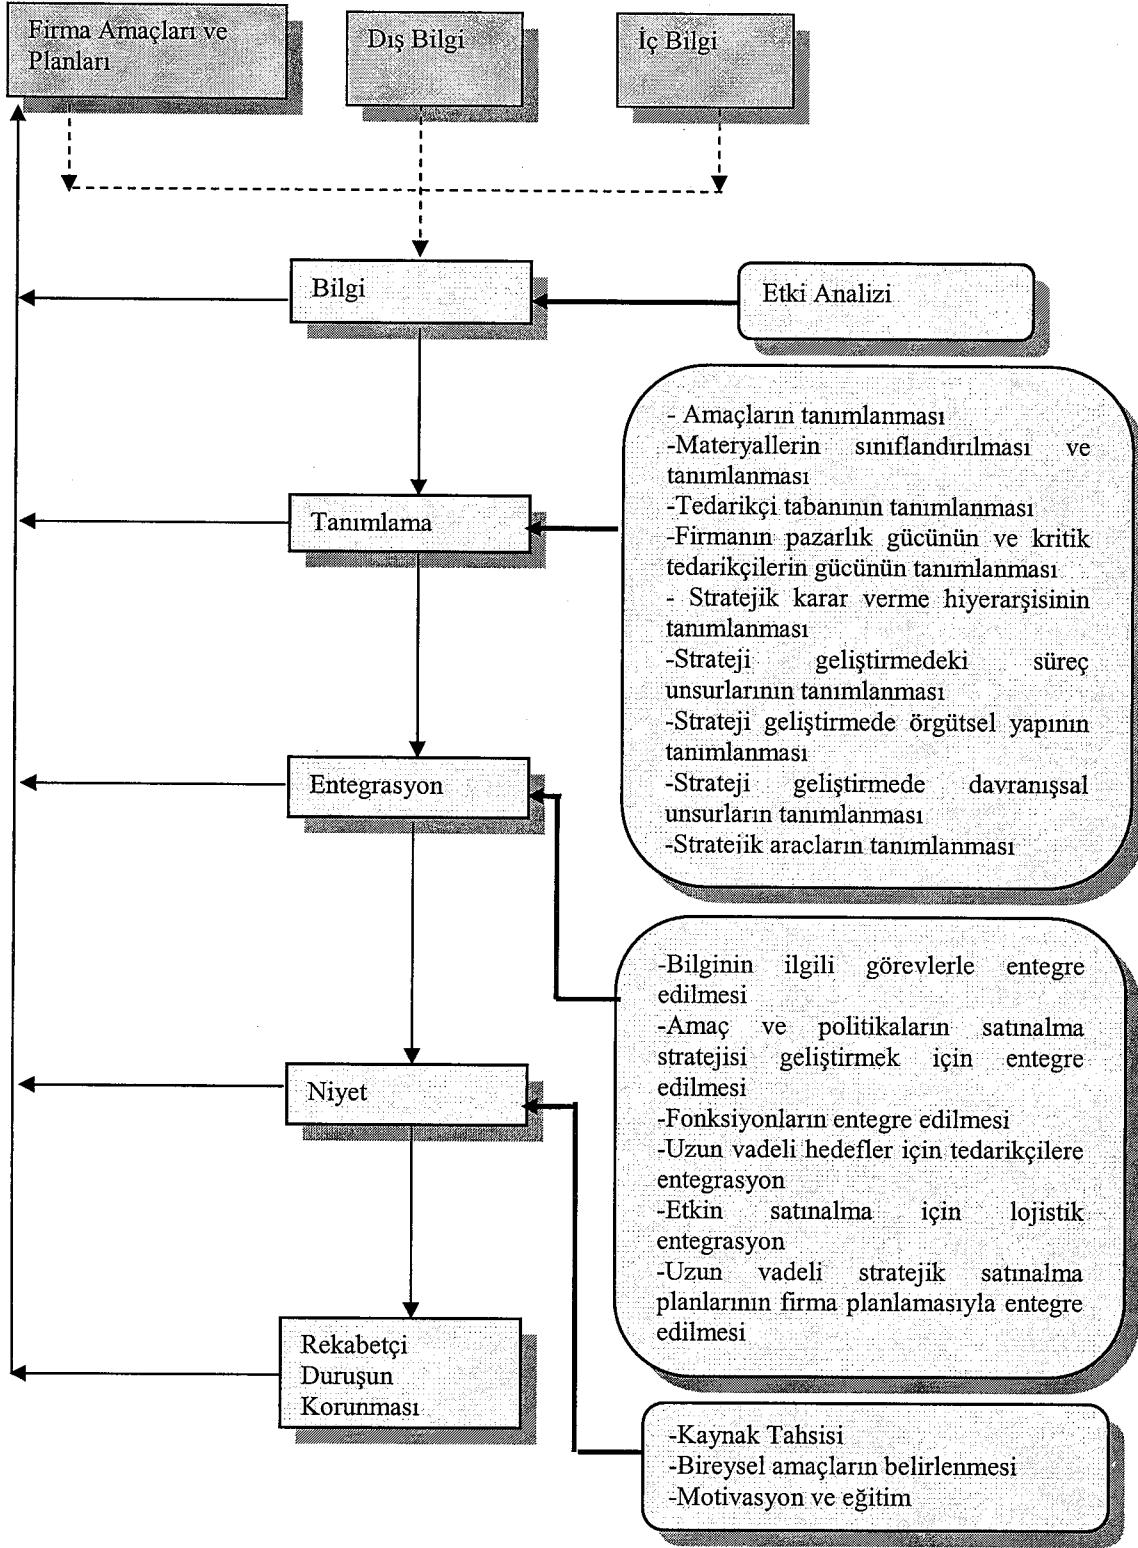 Firma Amaçları ve
Planları
Dış Bilgi
İç Bilgi
Bilgi
Etki Analizi
- Amaçların tanımlanması
-Materyallerin sınıflandırılması ve
tanımlanması
-Tedarikçi tabanının tanımlanması
-Firmanın pazarlık gücünün ve kritik
tedarikçilerin gücünün tanımlanması
- Stratejik karar verme hiyerarşisinin
tanımlanması
-Strateji geliştirmedeki süreç
unsurlarının tanımlanması
-Strateji geliştirmede örgütsel yapının
tanımlanması
-Strateji geliştirmede davranışsal
unsurların tanımlanması
-Stratejik araçların tanımlanması
Tanımlama
Entegrasyon
-Bilginin ilgili görevlerle entegre
edilmesi
-Amaç ve politikaların satınalma
stratejisi geliştirmek için entegre
edilmesi
-Fonksiyonların entegre edilmesi
-Uzun vadeli hedefler için tedarikçilere
entegrasyon
-Etkin satınalma için lojistik
entegrasyon
-Uzun vadeli stratejik satınalma
planlarının firma planlamasıyla entegre
edilmesi
Niyet
Rekabetçi
Duruşun
Korunması
-Kaynak Tahsisi
-Bireysel amaçların belirlenmesi
-Motivasyon ve eğitim